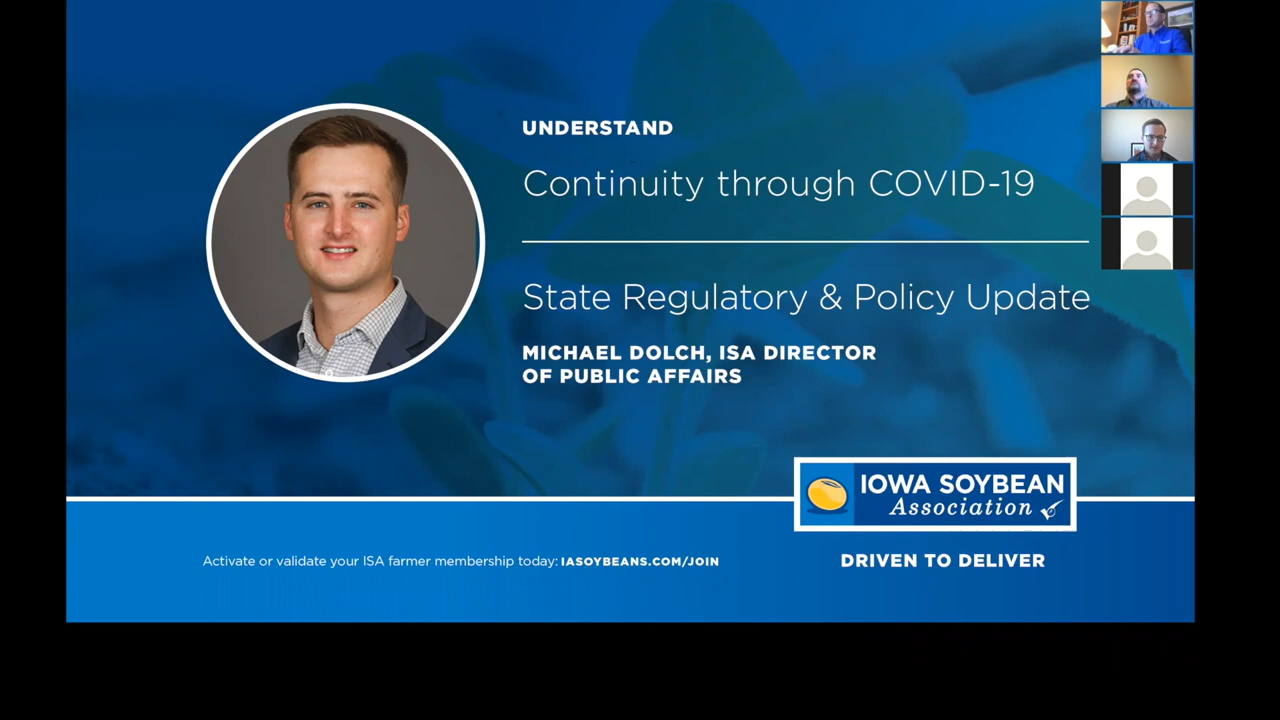 UNDERSTAND
Continuity through COVID-19
State Regulatory & Policy Update
MICHAEL DOLCH, ISA DIRECTOR
OF PUBLIC AFFAIRS
IOWA SOYBEAN
Association
Activate or validate your ISA farmer membership today: IASOYBEANS.COM/JOIN
DRIVEN TO DELIVER